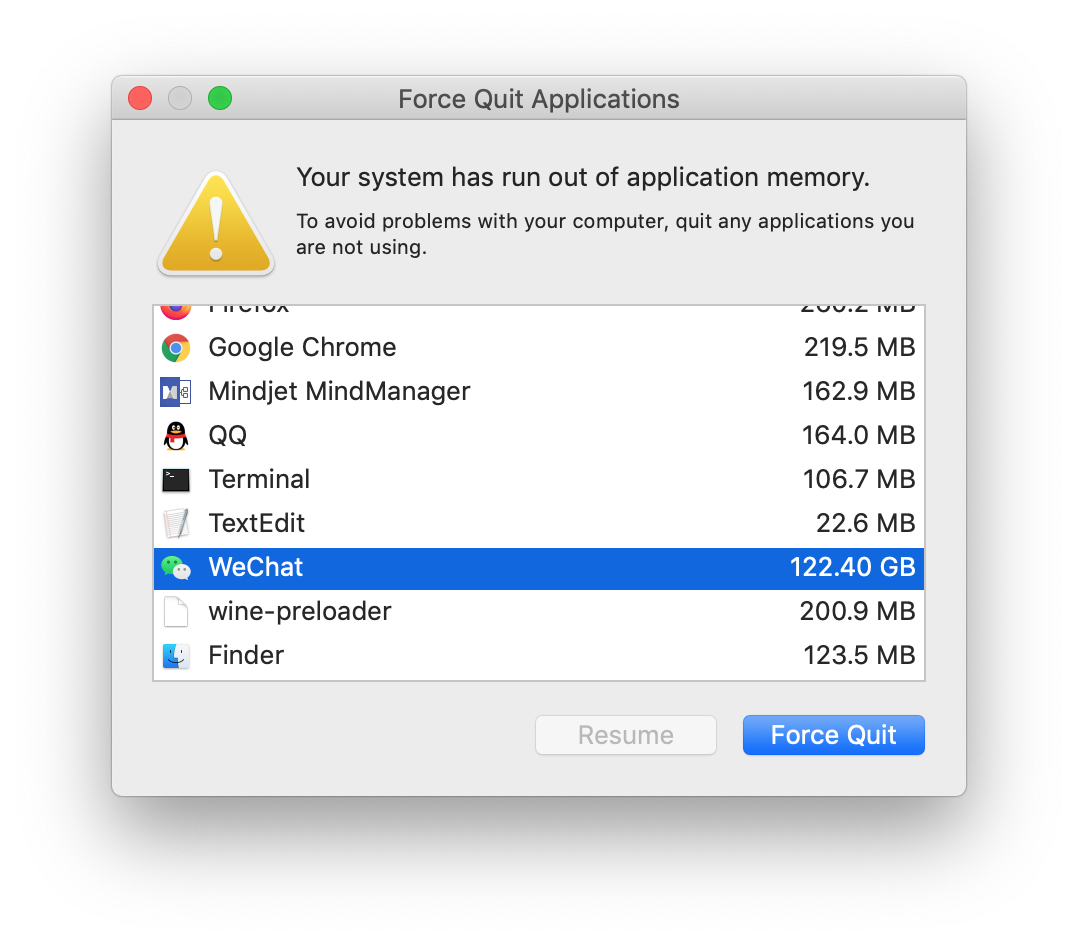 Force Quit Applications
Your system has run out of application memory.
To avoid problems with your computer, quit any applications you
are not using.
Firefox 260.2 MB
Google Chrome 219.5 MB
Mindjet MindManager 162.9 MB
QQ 164.0 MB
Terminal 106.7 MB
TextEdit 22.6 MB
WeChat 122.40 GB
wine-preloader 200.9 MB
Finder 123.5 MB
Resume Force Quit